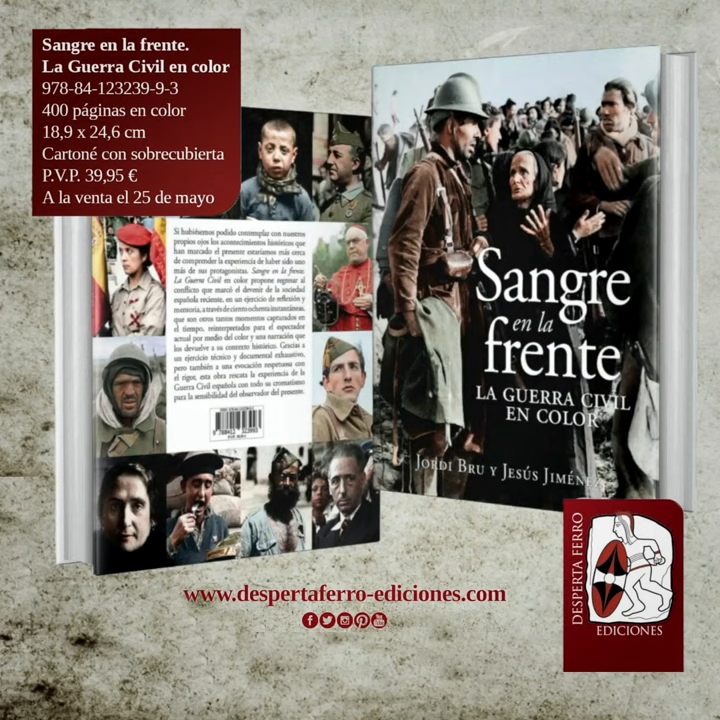 Sangre en la frente.
La Guerra Civil en color
978-84-123239-9-3
400 páginas en color
18,9 x 24,6 cm
Cartoné con sobrecubierta
P.V.P. 39,95 €
A la venta el 25 de mayo
Si hubiésemos podido contemplar con nuestros
propios ojos los acontecimientos históricos que
han marcado el presente estaríamos más cerca
de comprender la experiencia de haber sido uno
más de sus protagonistas. Sangre en la frente.
La Guerra Civil en color propone regresar al
conflicto que marcó el devenir de la sociedad
española reciente, en un ejercicio de reflexión y
memoria, a través de ciento ochenta instantáneas,
que son otros tantos momentos capturados en
el tiempo, reinterpretados para el espectador
actual por medio del color y una narración que
los devuelve a su contexto histórico. Gracias a
un ejercicio técnico y documental exhaustivo,
pero también a una evocación respetuosa con
el rigor, esta obra rescata la experiencia de la
Guerra Civil española con todo su cromatismo
para la sensibilidad del observador del presente.
Sangre
en la
frente
LA GUERRA CIVIL
EN COLOR
JORDI BRU Y JESÚS JIMÉNEZ
DESPERTA FERRO
EDICIONES
www.despertaferro-ediciones.com